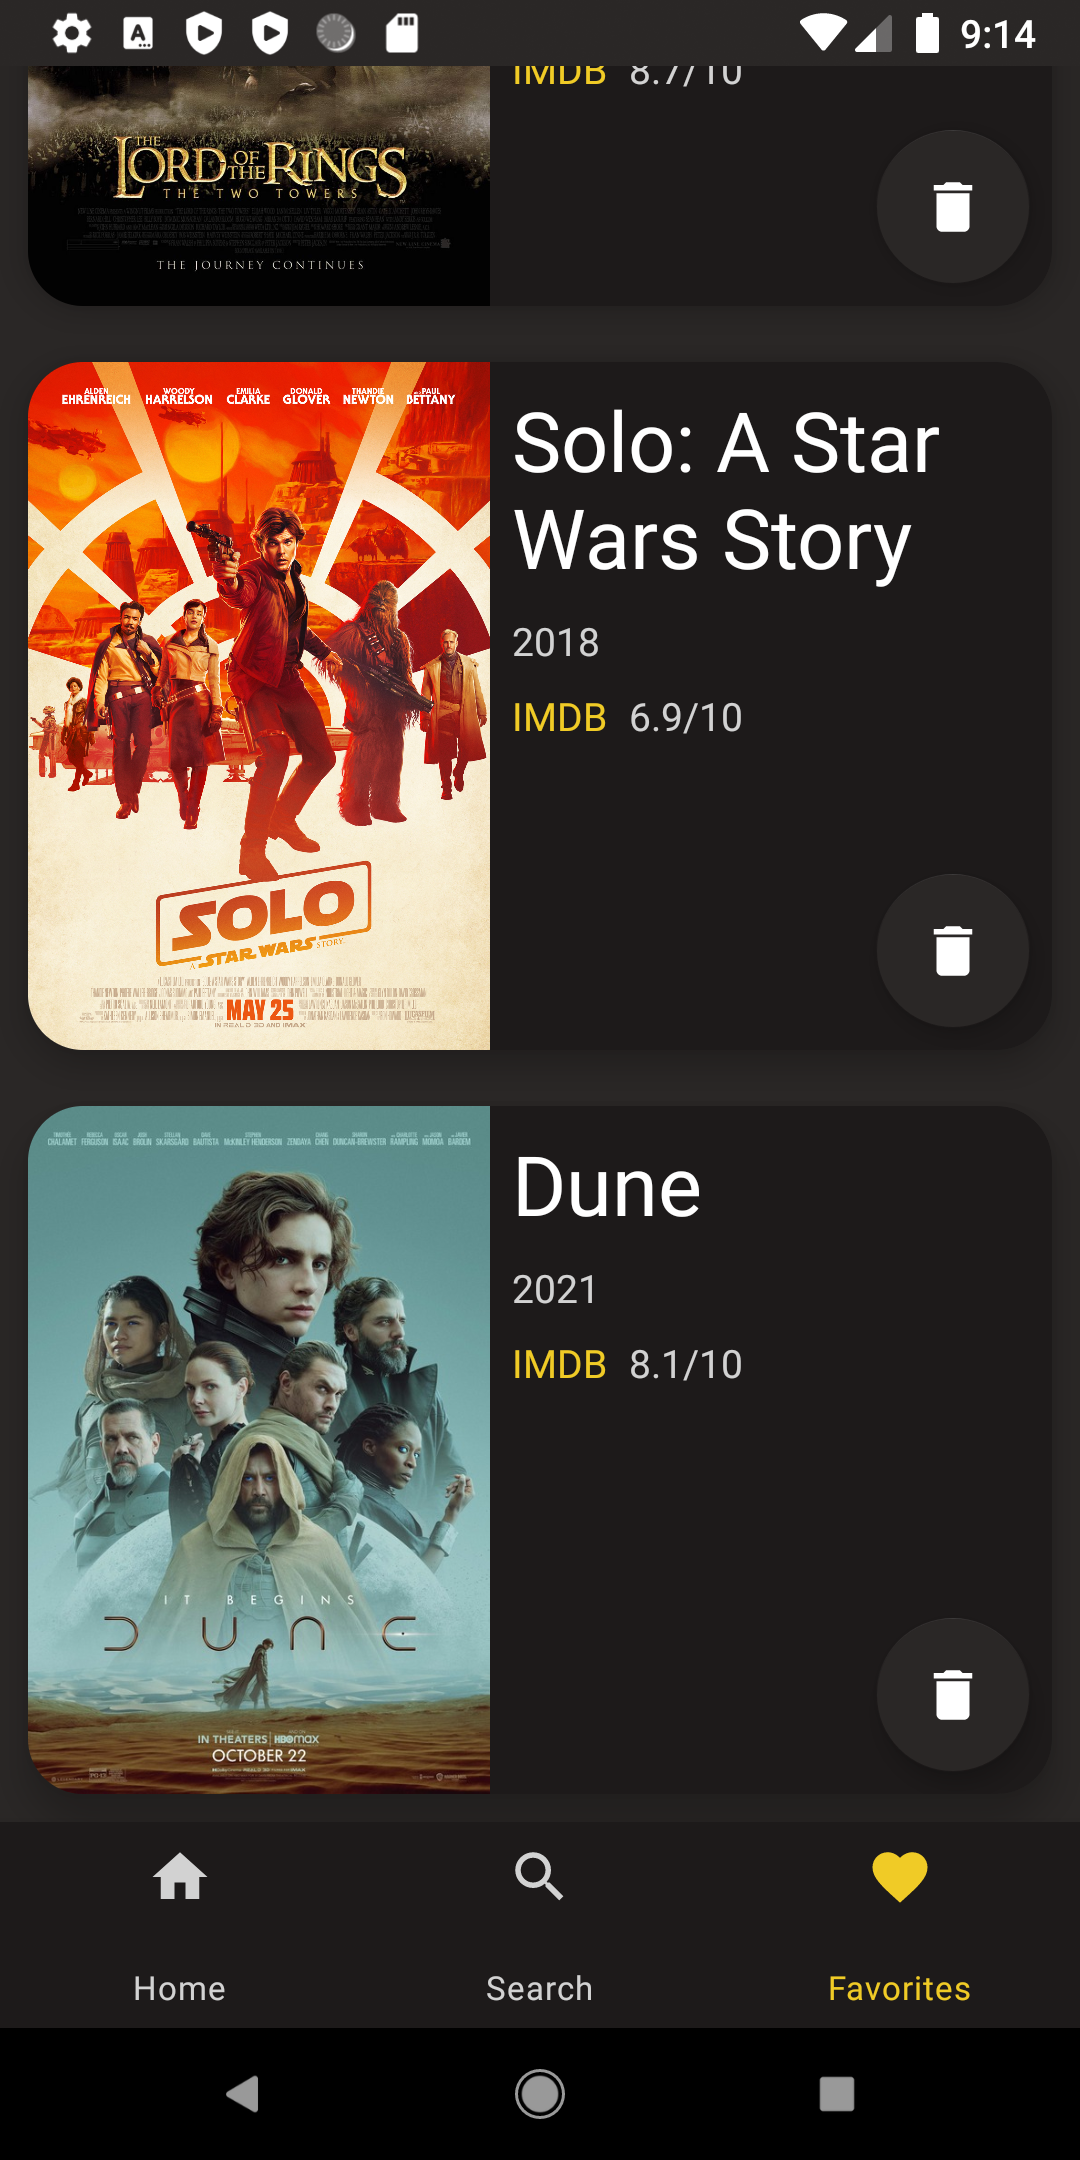 9:14
IMDB 8.7/10
THE
LORD OF THE RINGS
THE TWO TOWERS
THE JOURNEY CONTINUES
ALDEN EHRENREICH WOODY HARRELSON EMILIA CLARKE DONALD GLOVER THANDIE NEWTON PAUL BETTANY
SOLO
A STAR WARS STORY
MAY 25
IN REAL D 3D AND IMAX
Solo: A Star
Wars Story
2018
IMDB 6.9/10
TIMOTHÉE CHALAMET REBECCA FERGUSON OSCAR ISAAC JOSH BROLIN STELLAN SKARSGÅRD DAVE BAUTISTA STEPHEN McKINLEY HENDERSON ZENDAYA CHANG CHEN SHARON DUNCAN-BREWSTER CHARLOTTE RAMPLING JASON MOMOA JAVIER BARDEM
IT BEGINS
DUNE
IN THEATERS HBOmax
OCTOBER 22
Dune
2021
IMDB 8.1/10
Home
Search
Favorites